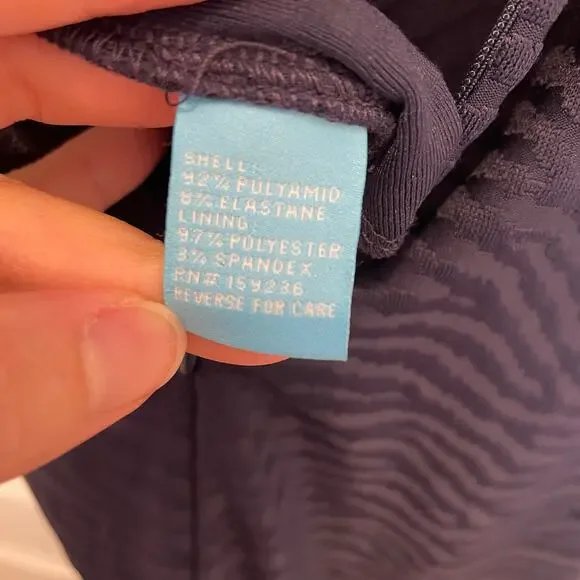 SHELL:
92% POLYAMID
8% ELASTANE
LINING:
97% POLYESTER
3% SPANDEX
RN# 159236
REVERSE FOR CARE